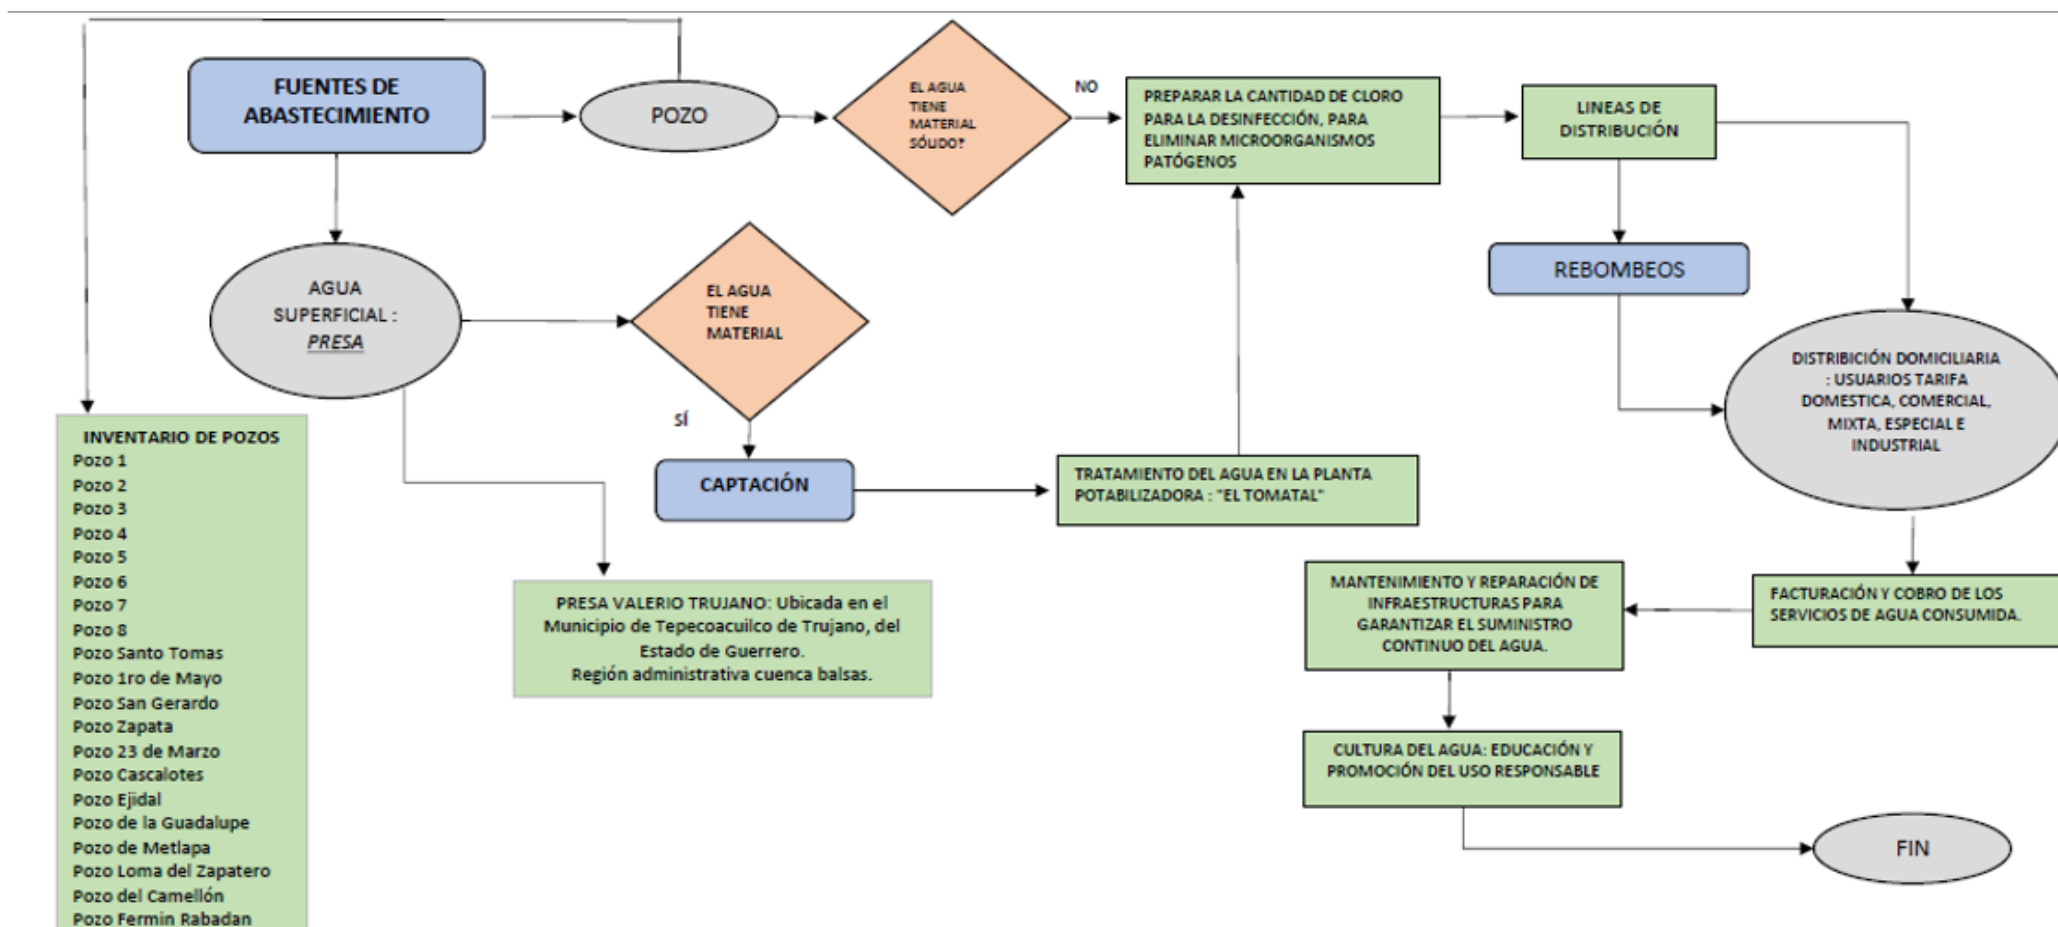 FUENTES DE
ABASTECIMIENTO
POZO
EL AGUA
TIENE
MATERIAL
SÓLIDO?
NO
PREPARAR LA CANTIDAD DE CLORO
PARA LA DESINFECCIÓN, PARA
ELIMINAR MICROORGANISMOS
PATÓGENOS
LINEAS DE
DISTRIBUCIÓN
REBOMBEOS
AGUA
SUPERFICIAL :
PRESA
EL AGUA
TIENE
MATERIAL
SÍ
CAPTACIÓN
TRATAMIENTO DEL AGUA EN LA PLANTA
POTABILIZADORA : "EL TOMATAL"
DISTRIBICIÓN DOMICILIARIA
: USUARIOS TARIFA
DOMESTICA, COMERCIAL,
MIXTA, ESPECIAL E
INDUSTRIAL
INVENTARIO DE POZOS
Pozo 1
Pozo 2
Pozo 3
Pozo 4
Pozo 5
Pozo 6
Pozo 7
Pozo 8
Pozo Santo Tomas
Pozo 1ro de Mayo
Pozo San Gerardo
Pozo Zapata
Pozo 23 de Marzo
Pozo Cascalotes
Pozo Ejidal
Pozo de la Guadalupe
Pozo de Metlapa
Pozo Loma del Zapatero
Pozo del Camellón
Pozo Fermin Rabadan
PRESA VALERIO TRUJANO: Ubicada en el
Municipio de Tepecoacuilco de Trujano, del
Estado de Guerrero.
Región administrativa cuenca balsas.
MANTENIMIENTO Y REPARACIÓN DE
INFRAESTRUCTURAS PARA
GARANTIZAR EL SUMINISTRO
CONTINUO DEL AGUA.
FACTURACIÓN Y COBRO DE LOS
SERVICIOS DE AGUA CONSUMIDA.
CULTURA DEL AGUA: EDUCACIÓN Y
PROMOCIÓN DEL USO RESPONSABLE
FIN